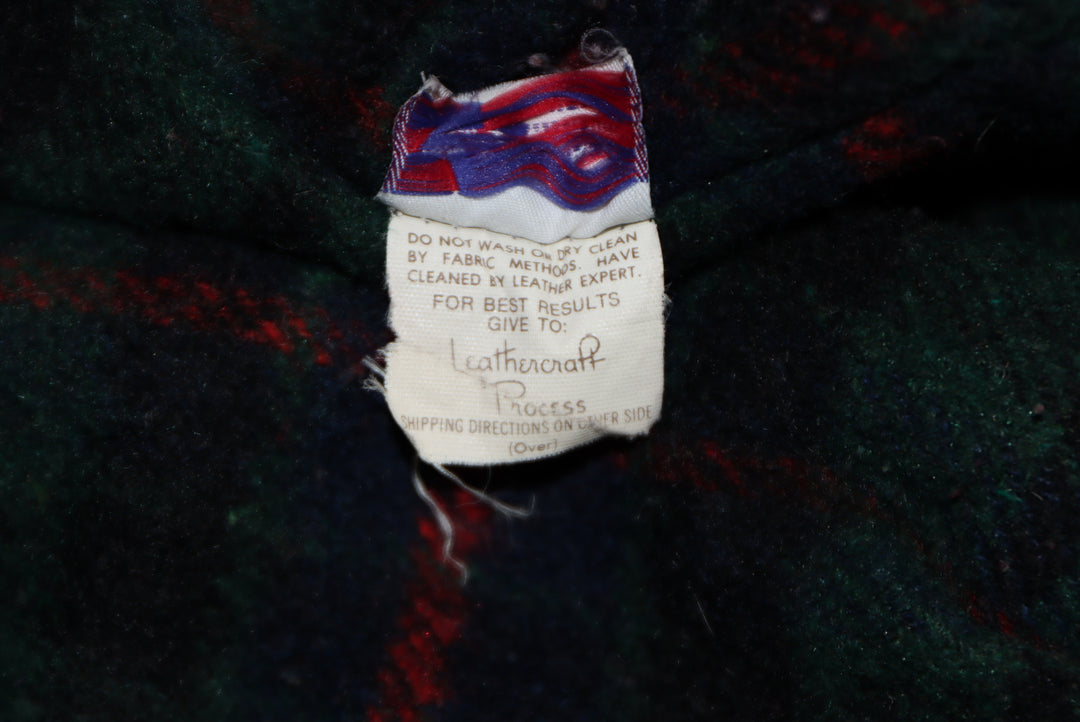 DO NOT WASH OR DRY CLEAN
BY FABRIC METHODS. HAVE
CLEANED BY LEATHER EXPERT.
FOR BEST RESULTS
GIVE TO:
Leathercraft
Process
SHIPPING DIRECTIONS ON OTHER SIDE
(Over)